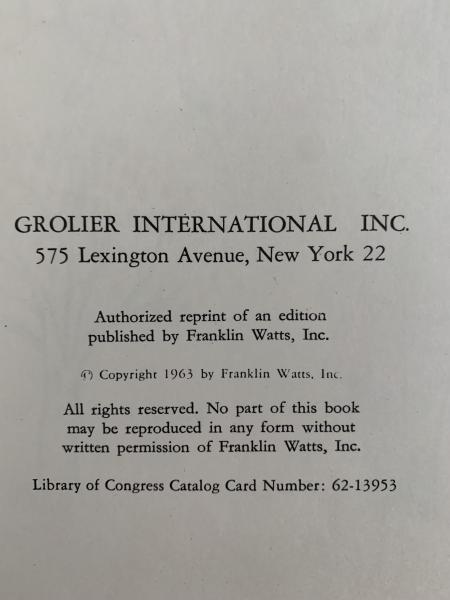 GROLIER INTERNATIONAL INC.
575 Lexington Avenue, New York 22
Authorized reprint of an edition
published by Franklin Watts, Inc.
© Copyright 1963 by Franklin Watts, Inc.
All rights reserved. No part of this book
may be reproduced in any form without
written permission of Franklin Watts, Inc.
Library of Congress Catalog Card Number: 62-13953